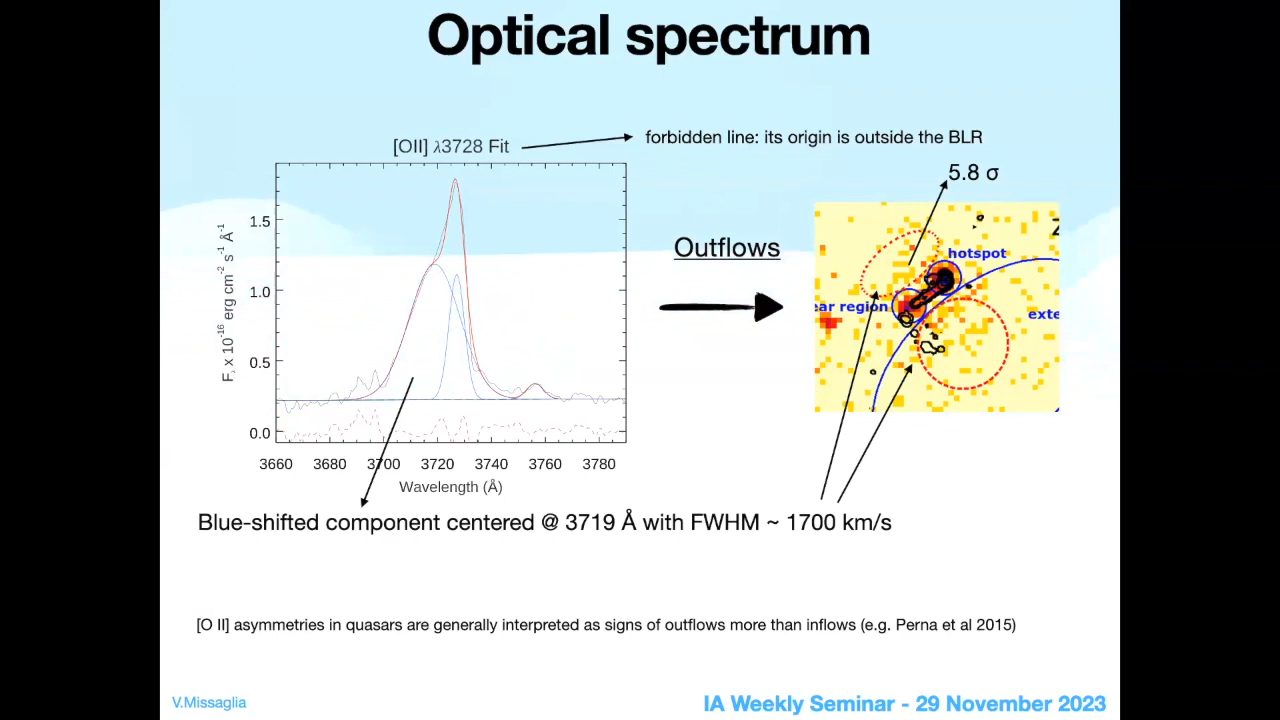 Optical spectrum
[OII] λ3728 Fit
forbidden line: its origin is outside the BLR
5.8 σ
Outflows
hotspot
ear region
exte
F, x 10⁻¹⁶ erg cm⁻² s⁻¹ Å⁻¹
1.5
1.0
0.5
0.0
3660 3680 3700 3720 3740 3760 3780
Wavelength (Å)
Blue-shifted component centered @ 3719 Å with FWHM ~ 1700 km/s
[O II] asymmetries in quasars are generally interpreted as signs of outflows more than inflows (e.g. Perna et al 2015)
V.Missaglia
IA Weekly Seminar - 29 November 2023